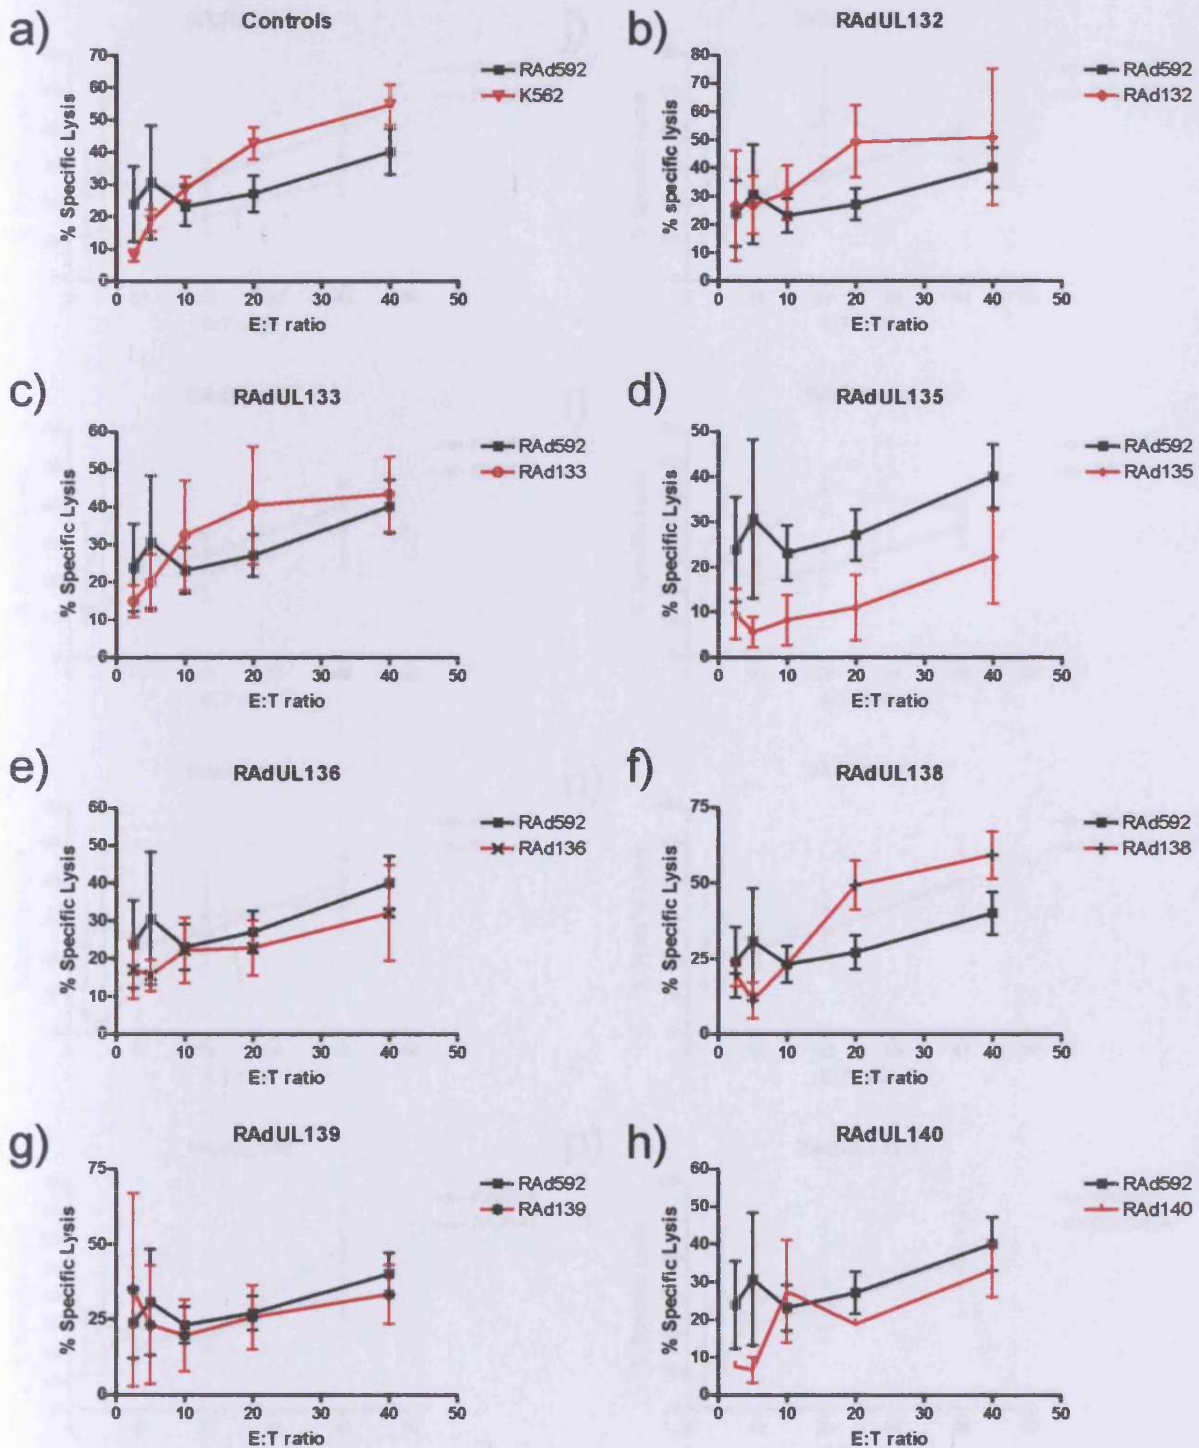 a)
Controls
70
60
50
40
30
20
10
0
% Specific Lysis
0 10 20 30 40 50
E:T ratio
RAd592
K562
b)
RAdUL132
80
70
60
50
40
30
20
10
0
% specific lysis
0 10 20 30 40 50
E:T ratio
RAd592
RAd132
c)
RAdUL133
60
50
40
30
20
10
0
% Specific Lysis
0 10 20 30 40 50
E:T ratio
RAd592
RAd133
d)
RAdUL135
50
40
30
20
10
0
% Specific Lysis
0 10 20 30 40 50
E:T ratio
RAd592
RAd135
e)
RAdUL136
60
50
40
30
20
10
0
% Specific Lysis
0 10 20 30 40 50
E:T ratio
RAd592
RAd136
f)
RAdUL138
75
50
25
0
% Specific Lysis
0 10 20 30 40 50
E:T ratio
RAd592
RAd138
g)
RAdUL139
75
50
25
0
% Specific Lysis
0 10 20 30 40 50
E:T ratio
RAd592
RAd139
h)
RAdUL140
60
50
40
30
20
10
0
% Specific Lysis
0 10 20 30 40 50
E:T ratio
RAd592
RAd140